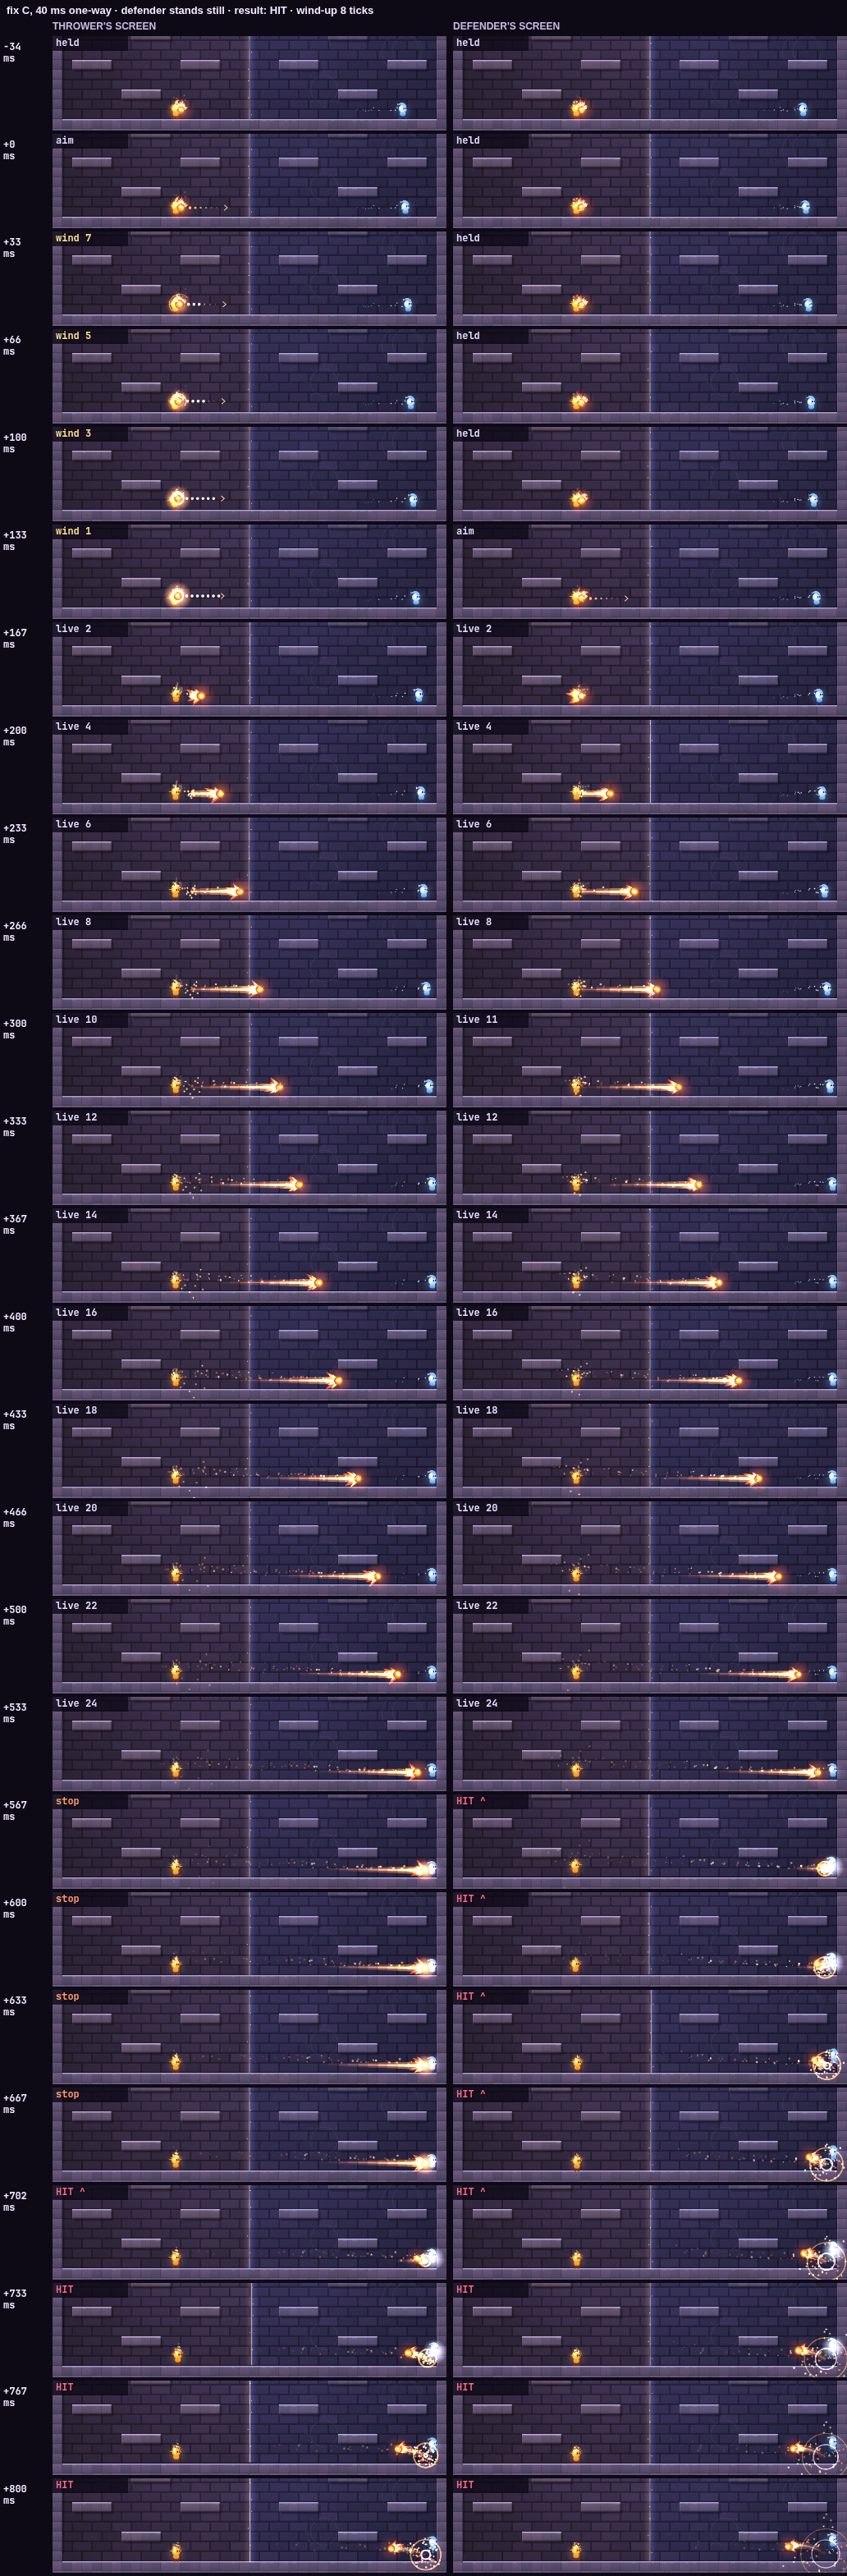 fix C, 40 ms one-way · defender stands still · result: HIT · wind-up 8 ticks
THROWER'S SCREEN DEFENDER'S SCREEN
-34 ms held held
+0 ms aim held
+33 ms wind 7 held
+66 ms wind 5 held
+100 ms wind 3 held
+133 ms wind 1 aim
+167 ms live 2 live 2
+200 ms live 4 live 4
+233 ms live 6 live 6
+266 ms live 8 live 8
+300 ms live 10 live 11
+333 ms live 12 live 12
+367 ms live 14 live 14
+400 ms live 16 live 16
+433 ms live 18 live 18
+466 ms live 20 live 20
+500 ms live 22 live 22
+533 ms live 24 live 24
+567 ms stop HIT ^
+600 ms stop HIT ^
+633 ms stop HIT ^
+667 ms stop HIT ^
+702 ms HIT ^ HIT ^
+733 ms HIT HIT
+767 ms HIT HIT
+800 ms HIT HIT